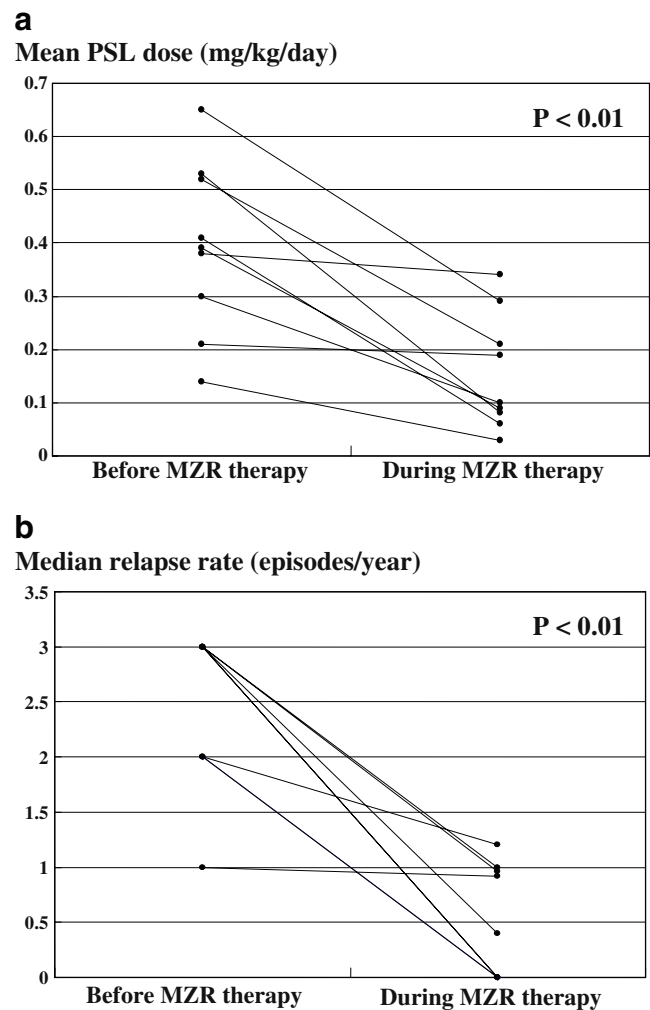 a
Mean PSL dose (mg/kg/day)
0.7
P < 0.01
0.6
0.5
0.4
0.3
0.2
0.1
0
Before MZR therapy During MZR therapy
b
Median relapse rate (episodes/year)
3.5
P < 0.01
3
2.5
2
1.5
1
0.5
0
Before MZR therapy During MZR therapy